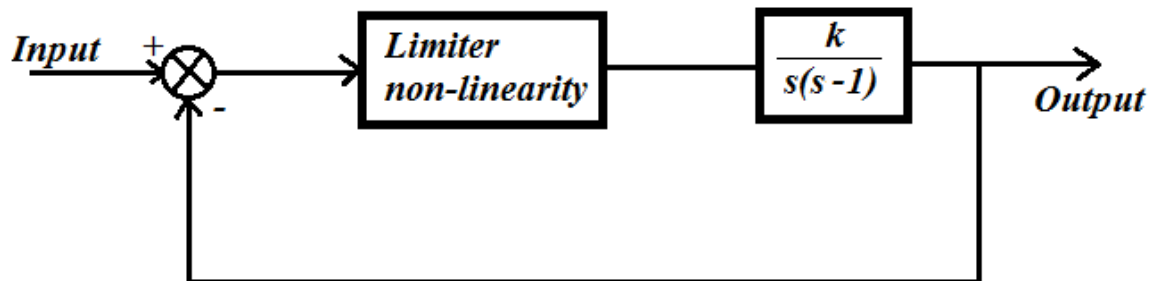 Input
+
-
Limiter
non-linearity
k
s(s-1)
Output